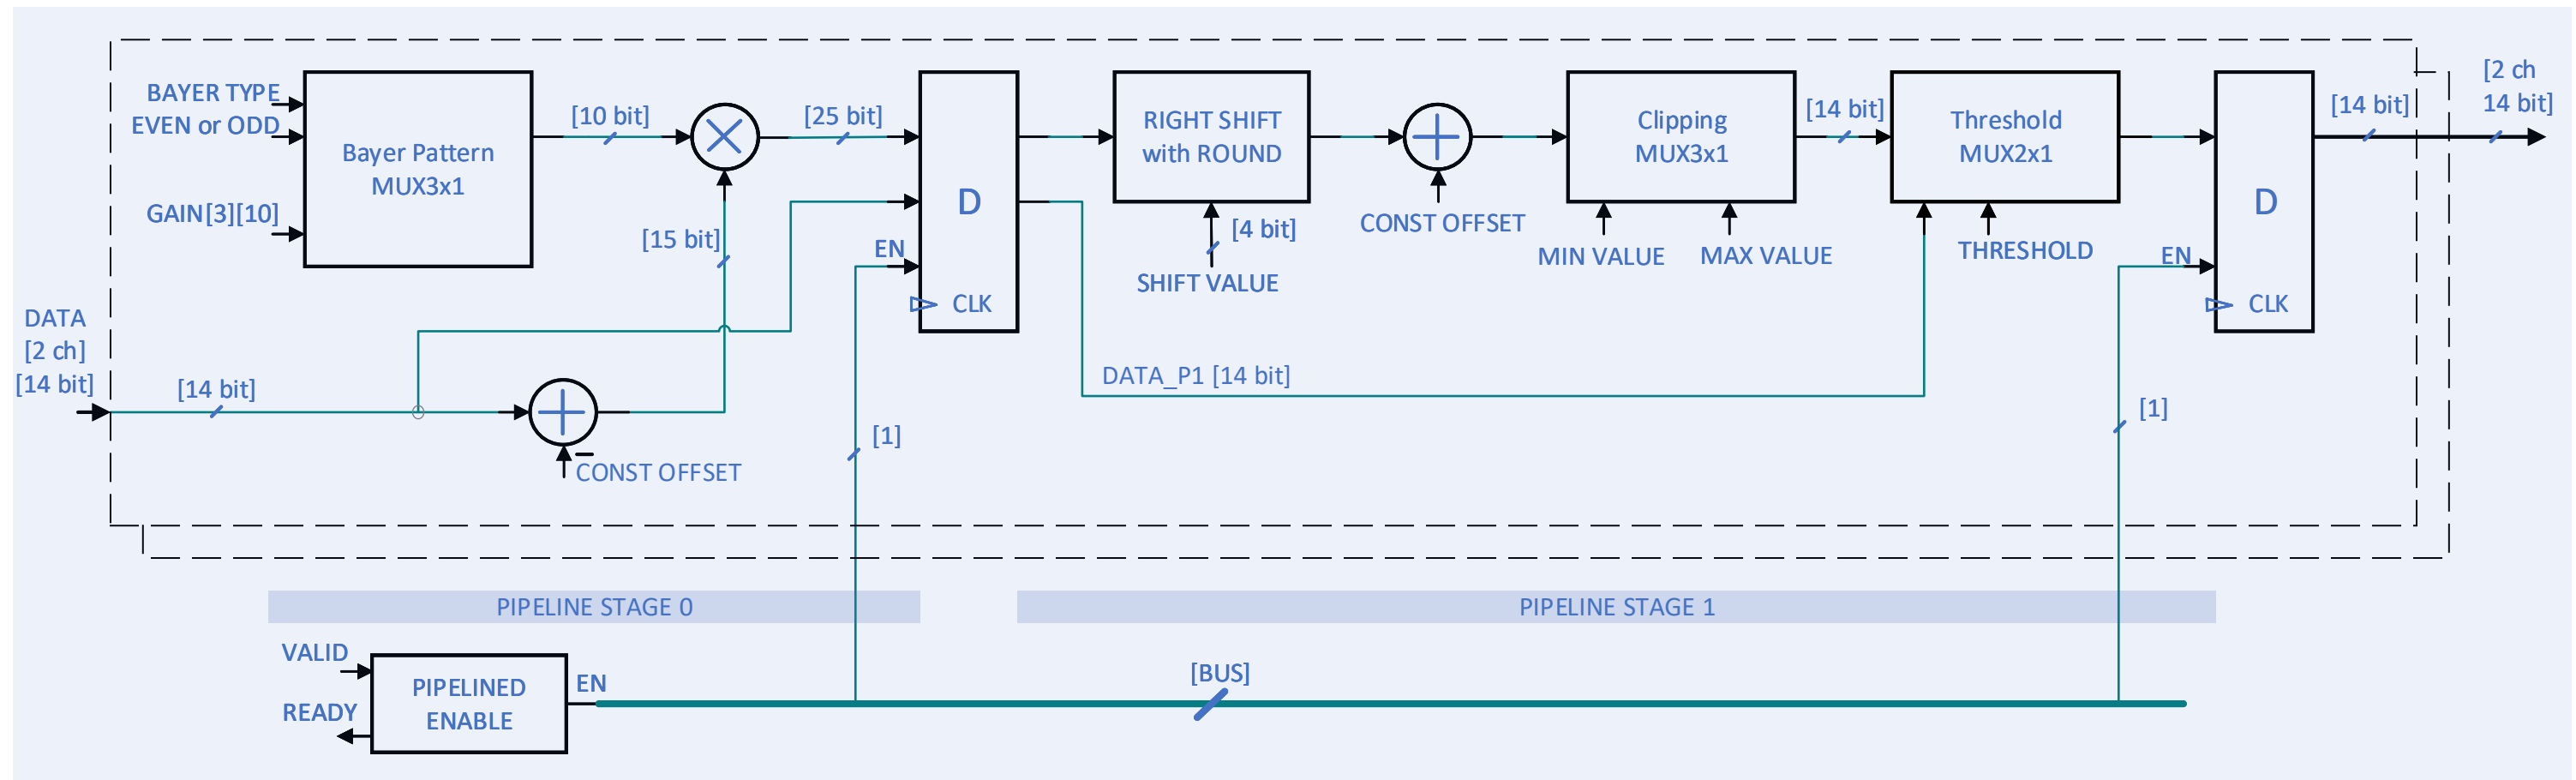 [2 ch
14 bit]
BAYER TYPE
EVEN or ODD
GAIN[3][10]
Bayer Pattern
MUX3x1
[10 bit]
[25 bit]
[15 bit]
EN
D
CLK
RIGHT SHIFT
with ROUND
[4 bit]
SHIFT VALUE
CONST OFFSET
Clipping
MUX3x1
MIN VALUE
MAX VALUE
[14 bit]
Threshold
MUX2x1
THRESHOLD
EN
D
CLK
[14 bit]
DATA
[2 ch]
[14 bit]
[14 bit]
CONST OFFSET
DATA_P1 [14 bit]
[1]
[1]
PIPELINE STAGE 0
PIPELINE STAGE 1
VALID
READY
PIPELINED
ENABLE
EN
[BUS]